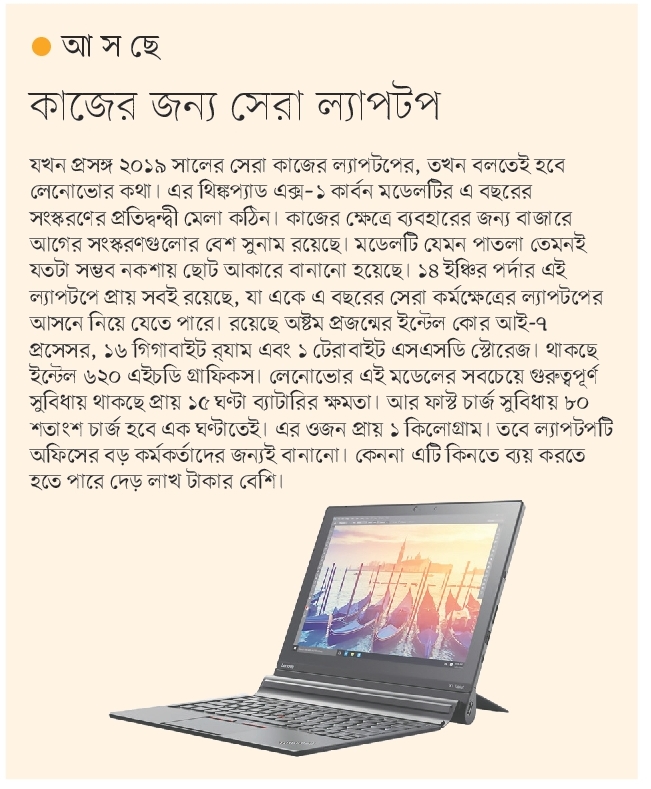 আ স ছে
কাজের জন্য সেরা ল্যাপটপ
যখন প্রসঙ্গ ২০১৯ সালের সেরা কাজের ল্যাপটপের, তখন বলতেই হবে
লেনোভোর কথা। এর থিঙ্কপ্যাড এক্স-১ কার্বন মডেলটির এ বছরের
সংস্করণের প্রতিদ্বন্দ্বী মেলা কঠিন। কাজের ক্ষেত্রে ব্যবহারের জন্য বাজারে
আগের সংস্করণগুলোর বেশ সুনাম রয়েছে। মডেলটি যেমন পাতলা তেমনই
যতটা সম্ভব নকশায় ছোট আকারে বানানো হয়েছে। ১৪ ইঞ্চির পর্দার এই
ল্যাপটপে প্রায় সবই রয়েছে, যা একে এ বছরের সেরা কর্মক্ষেত্রের ল্যাপটপের
আসনে নিয়ে যেতে পারে। রয়েছে অষ্টম প্রজন্মের ইন্টেল কোর আই-৭
প্রসেসর, ১৬ গিগাবাইট র‍্যাম এবং ১ টেরাবাইট এসএসডি স্টোরেজ। থাকছে
ইন্টেল ৬২০ এইচডি গ্রাফিকস। লেনোভোর এই মডেলের সবচেয়ে গুরুত্বপূর্ণ
সুবিধায় থাকছে প্রায় ১৫ ঘণ্টা ব্যাটারির ক্ষমতা। আর ফাস্ট চার্জ সুবিধায় ৮০
শতাংশ চার্জ হবে এক ঘণ্টাতেই। এর ওজন প্রায় ১ কিলোগ্রাম। তবে ল্যাপটপটি
অফিসের বড় কর্মকর্তাদের জন্যই বানানো। কেননা এটি কিনতে ব্যয় করতে
হতে পারে দেড় লাখ টাকার বেশি।